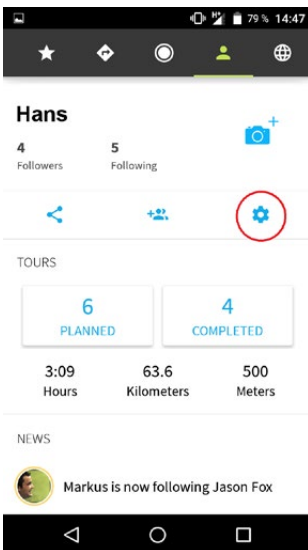 79 % 14:47
Hans
4 5
Followers Following
TOURS
6 4
PLANNED COMPLETED
3:09 63.6 500
Hours Kilometers Meters
NEWS
Markus is now following Jason Fox